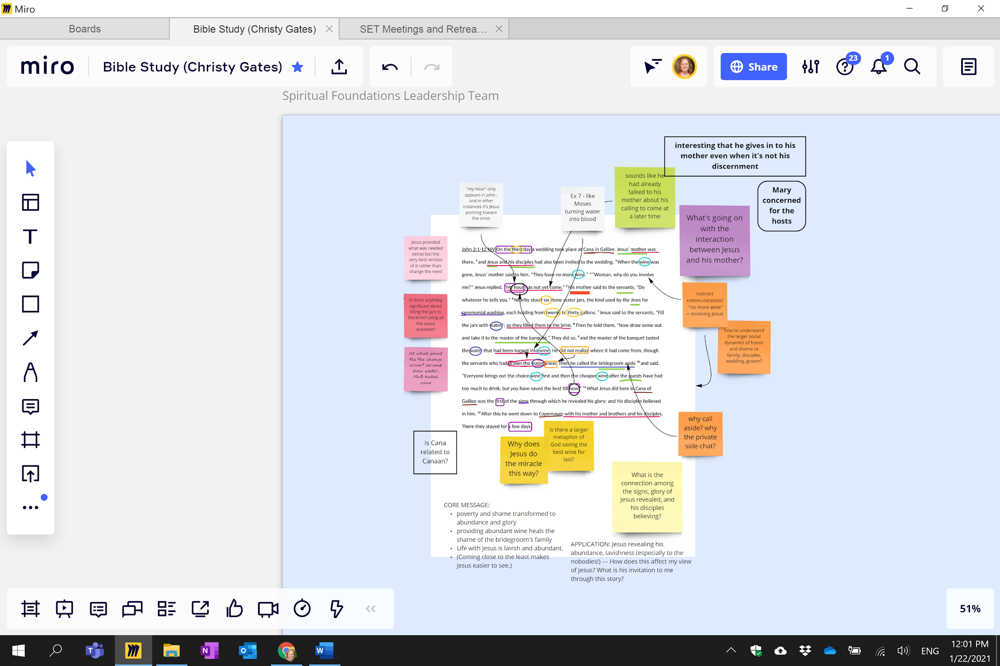 Miro
Boards
Bible Study (Christy Gates)
SET Meetings and Retrea...
miro
Bible Study (Christy Gates)
Share
23
1
Spiritual Foundations Leadership Team
interesting that he gives in to his
mother even when it's not his
discernment
sounds like he
had already
talked to his
mother about his
calling to come at
a later time
"my hour" only
appears in John -
and in other
instances it's Jesus
pointing toward
the cross
Ex 7 - like
Moses
turning water
into blood
Mary
concerned
for the
hosts
What's going on
with the
interaction
between Jesus
and his mother?
Jesus provided
what was needed
(wine) but the
very best version
of it rather than
change the need
Is there anything
significant about
filling the jars to
the brim? using all
the space
available?
At what point
the the change
occur? servant
drew water,
MoB tasted
wine
John 2:1-12 NIV On the third day a wedding took place at Cana in Galilee. Jesus' mother was
there, 2 and Jesus and his disciples had also been invited to the wedding. 3 When the wine was
gone, Jesus' mother said to him, "They have no more wine." 4 "Woman, why do you involve
me?" Jesus replied. "My hour has not yet come." 5 His mother said to the servants, "Do
whatever he tells you." 6 Nearby stood six stone water jars, the kind used by the Jews for
ceremonial washing, each holding from twenty to thirty gallons. 7 Jesus said to the servants, "Fill
the jars with water"; so they filled them to the brim. 8 Then he told them, "Now draw some out
and take it to the master of the banquet." They did so, 9 and the master of the banquet tasted
the water that had been turned into wine. He did not realize where it had come from, though
the servants who had drawn the water knew. Then he called the bridegroom aside 10 and said,
"Everyone brings out the choice wine first and then the cheaper wine after the guests have had
too much to drink; but you have saved the best till now." 11 What Jesus did here in Cana of
Galilee was the first of the signs through which he revealed his glory; and his disciples believed
in him. 12 After this he went down to Capernaum with his mother and brothers and his disciples.
There they stayed for a few days.
Indirect
communication?
"no more wine"
= involving Jesus
how to understand
the larger social
dynamics of honor
and shame re
family, disciples,
wedding, groom?
why call
aside? why
the private
side-chat?
Is Cana
related to
Canaan?
Why does
Jesus do
the miracle
this way?
Is there a larger
metaphor of
God saving the
best wine for
last?
What is the
connection among
the signs, glory of
Jesus revealed, and
his disciples
believing?
CORE MESSAGE:
• poverty and shame transformed to
abundance and glory
• providing abundant wine heals the
shame of the bridegroom's family
• Life with Jesus is lavish and abundant.
• (Coming close to the least makes
Jesus easier to see.)
APPLICATION: Jesus revealing his
abundance, lavishness (especially to the
nobodies!) --- How does this affect my view
of Jesus? What is his invitation to me
through this story?
51%
ENG
12:01 PM
1/22/2021